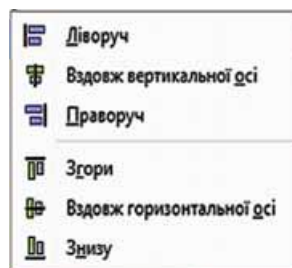 Ліворуч
Вздовж вертикальної осі
Праворуч
Згори
Вздовж горизонтальної осі
Знизу